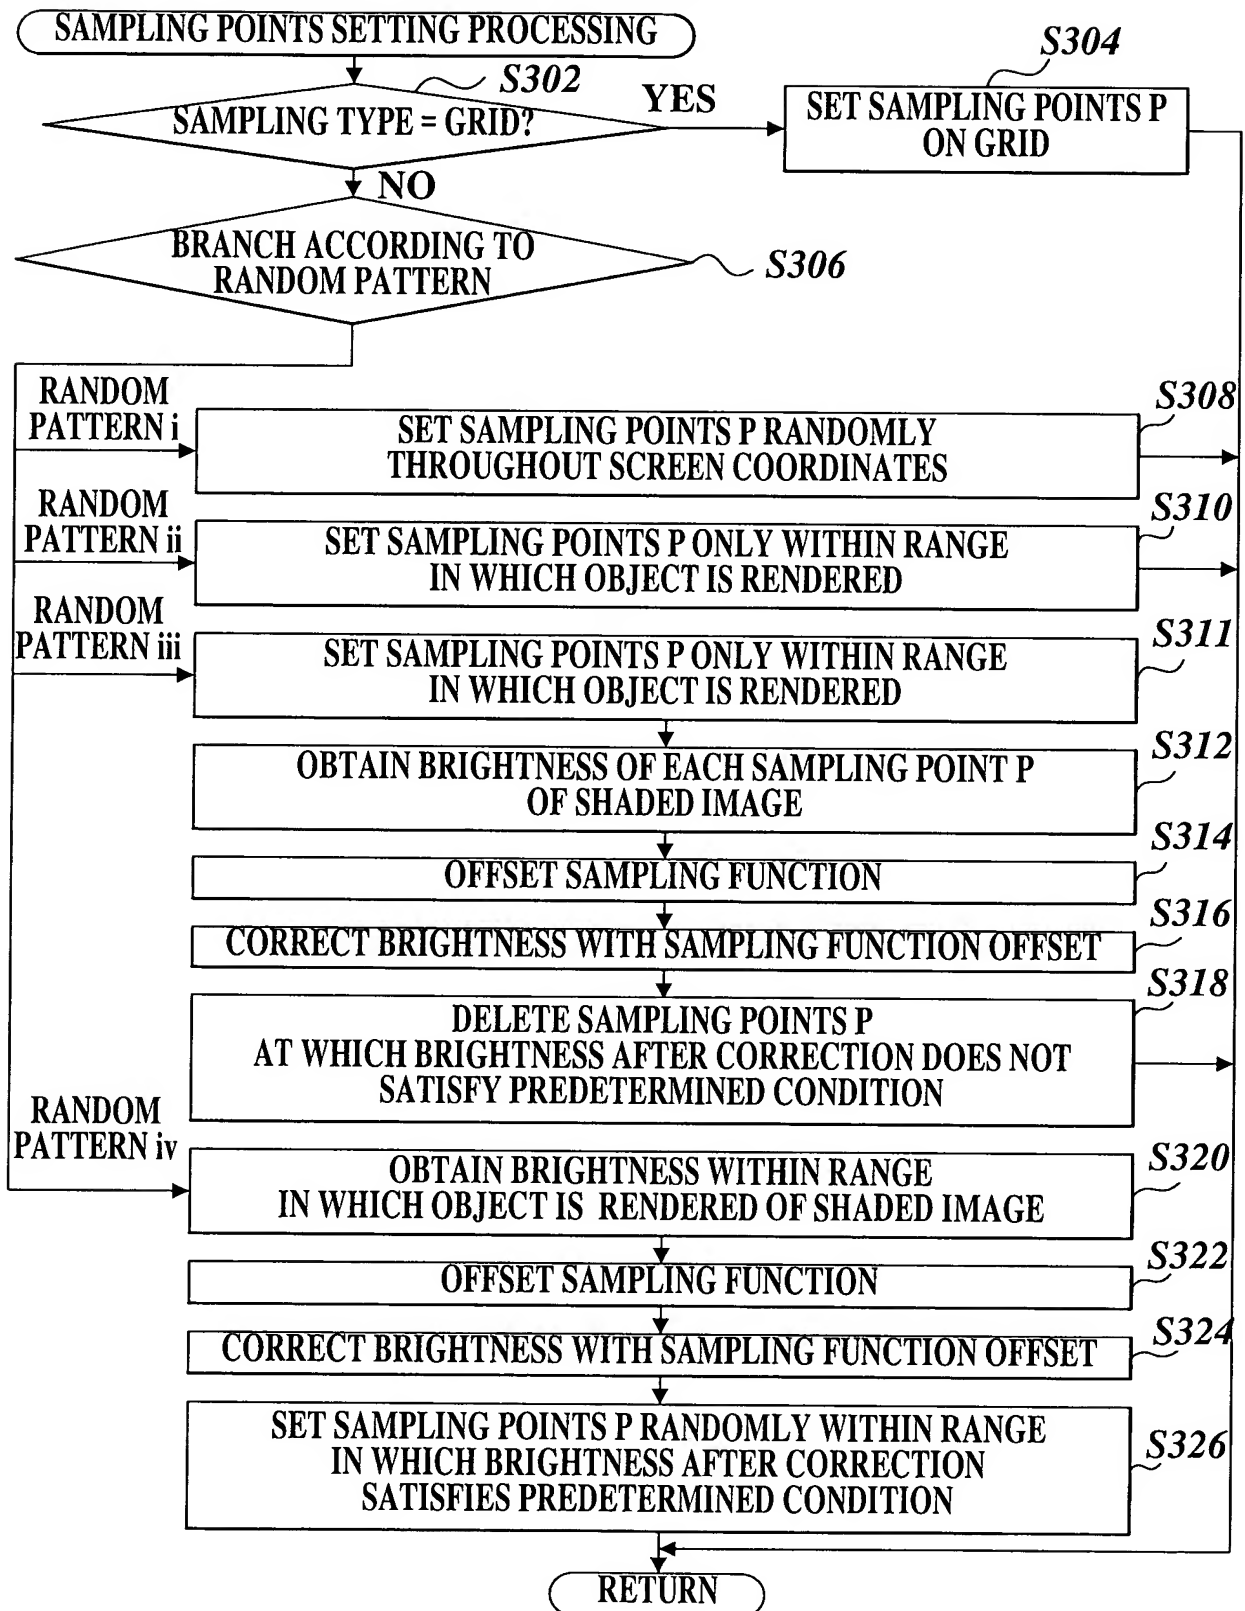 SAMPLING POINTS SETTING PROCESSING
S302
SAMPLING TYPE = GRID?
YES
S304
SET SAMPLING POINTS P
ON GRID
NO
BRANCH ACCORDING TO
RANDOM PATTERN
S306
RANDOM
PATTERN i
S308
SET SAMPLING POINTS P RANDOMLY
THROUGHOUT SCREEN COORDINATES
RANDOM
PATTERN ii
S310
SET SAMPLING POINTS P ONLY WITHIN RANGE
IN WHICH OBJECT IS RENDERED
RANDOM
PATTERN iii
S311
SET SAMPLING POINTS P ONLY WITHIN RANGE
IN WHICH OBJECT IS RENDERED
S312
OBTAIN BRIGHTNESS OF EACH SAMPLING POINT P
OF SHADED IMAGE
S314
OFFSET SAMPLING FUNCTION
S316
CORRECT BRIGHTNESS WITH SAMPLING FUNCTION OFFSET
S318
DELETE SAMPLING POINTS P
AT WHICH BRIGHTNESS AFTER CORRECTION DOES NOT
SATISFY PREDETERMINED CONDITION
RANDOM
PATTERN iv
S320
OBTAIN BRIGHTNESS WITHIN RANGE
IN WHICH OBJECT IS RENDERED OF SHADED IMAGE
S322
OFFSET SAMPLING FUNCTION
S324
CORRECT BRIGHTNESS WITH SAMPLING FUNCTION OFFSET
SET SAMPLING POINTS P RANDOMLY WITHIN RANGE
IN WHICH BRIGHTNESS AFTER CORRECTION
SATISFIES PREDETERMINED CONDITION
S326
RETURN